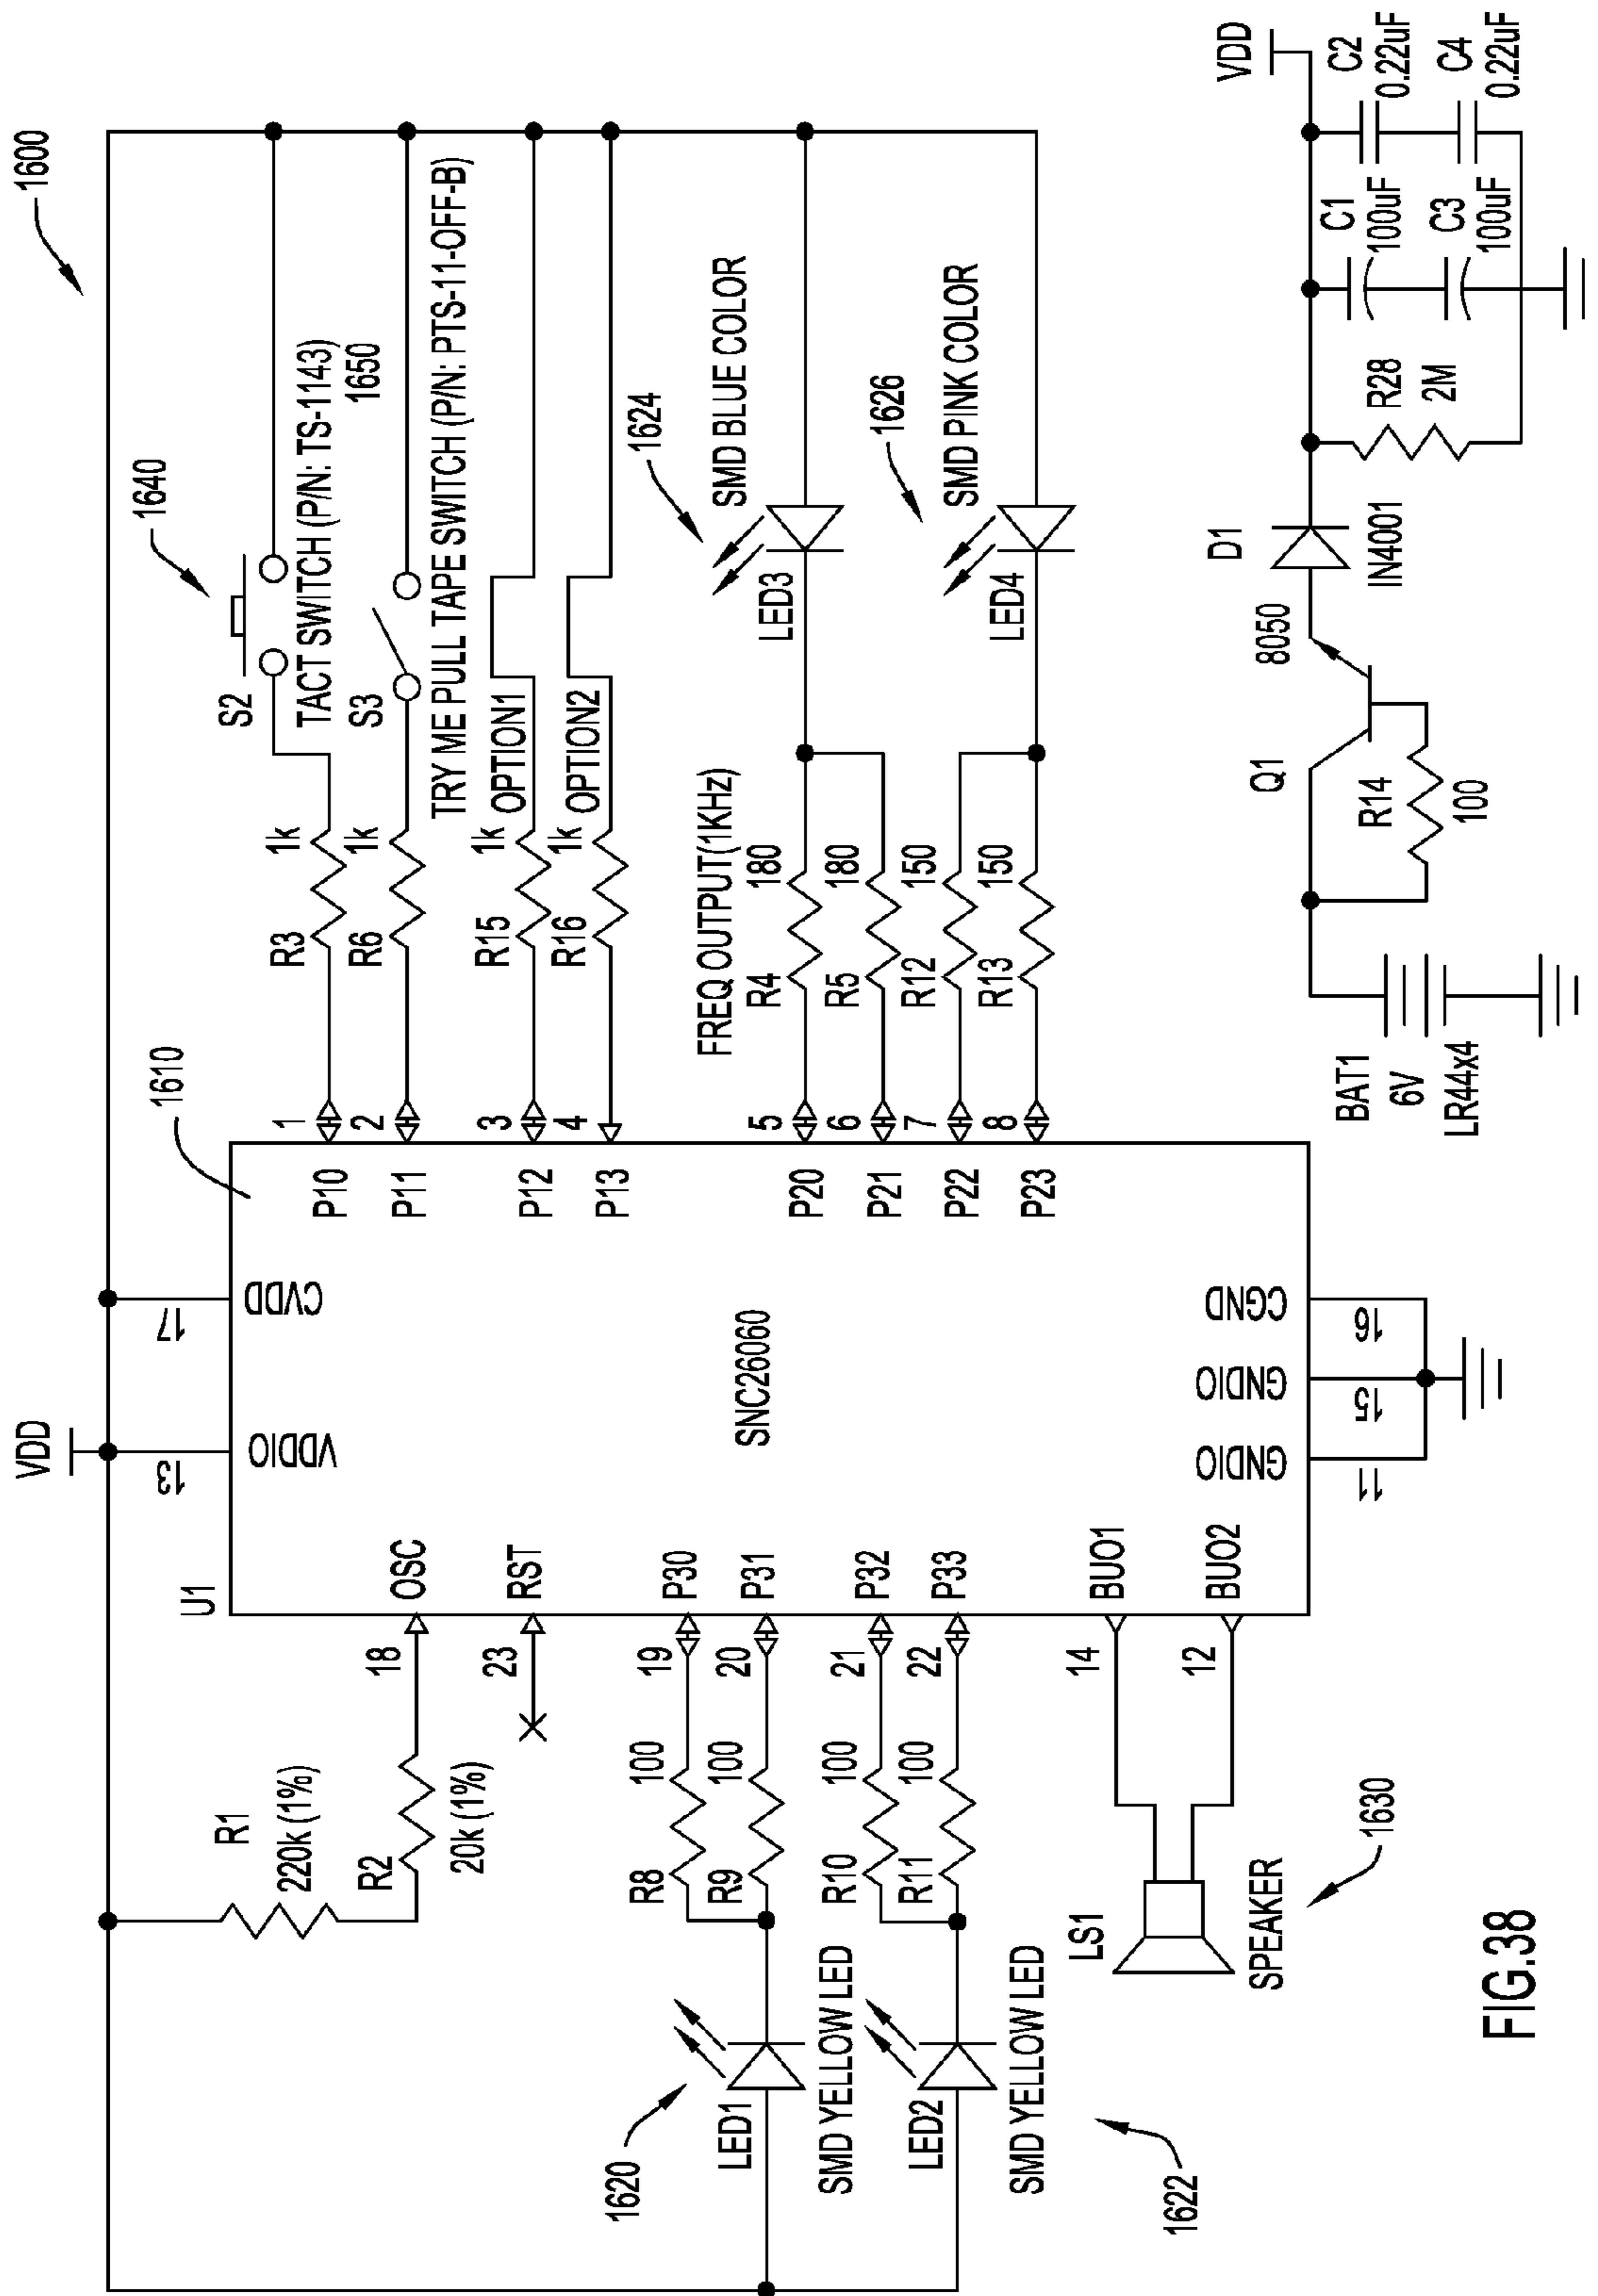 1600
VDD
U1
13
VDDIO
17
CVDD
1610
R1
220k (1%)
R2
20k (1%)
18
OSC
23
RST
R8
100
19
P30
R9
100
20
P31
R10
100
21
P32
R11
100
22
P33
1620
LED1
SMD YELLOW LED
1622
LED2
SMD YELLOW LED
LS1
SPEAKER
1630
14
BUO1
12
BUO2
SNC26060
11
GNDIO
15
GNDIO
16
CGND
P10
1
R3
1k
S2
1640
TACT SWITCH (P/N: TS-1143)
P11
2
R6
1k
S3
1650
TRY ME PULL TAPE SWITCH (P/N: PTS-11-OFF-B)
P12
3
R15
1k
OPTION1
P13
4
R16
1k
OPTION2
FREQ OUTPUT(1KHz)
P20
5
R4
180
P21
6
R5
180
P22
7
R12
150
P23
8
R13
150
LED3
SMD BLUE COLOR
1624
LED4
SMD PINK COLOR
1626
BAT1
6V
LR44x4
Q1
8050
R14
100
D1
IN4001
R28
2M
C1
100uF
C3
100uF
C2
0.22uF
C4
0.22uF
VDD
FIG.38